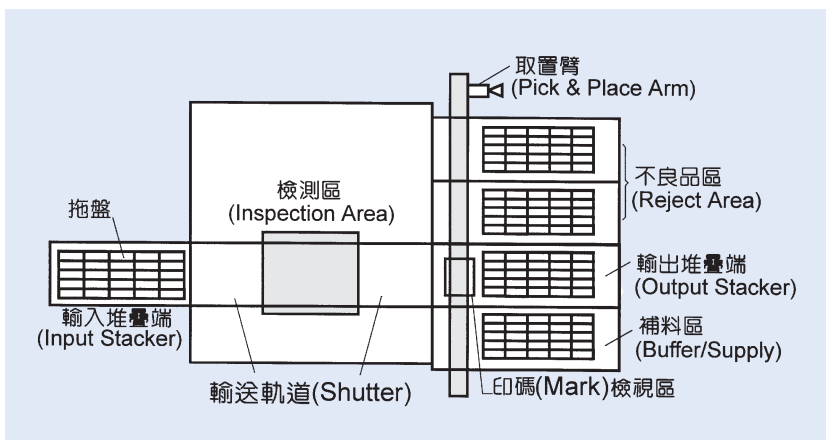 取置臂
(Pick & Place Arm)
檢測區
(Inspection Area)
不良品區
(Reject Area)
拖盤
輸出堆疊端
(Output Stacker)
輸入堆疊端
(Input Stacker)
補料區
(Buffer/Supply)
輸送軌道(Shutter)
印碼(Mark)檢視區